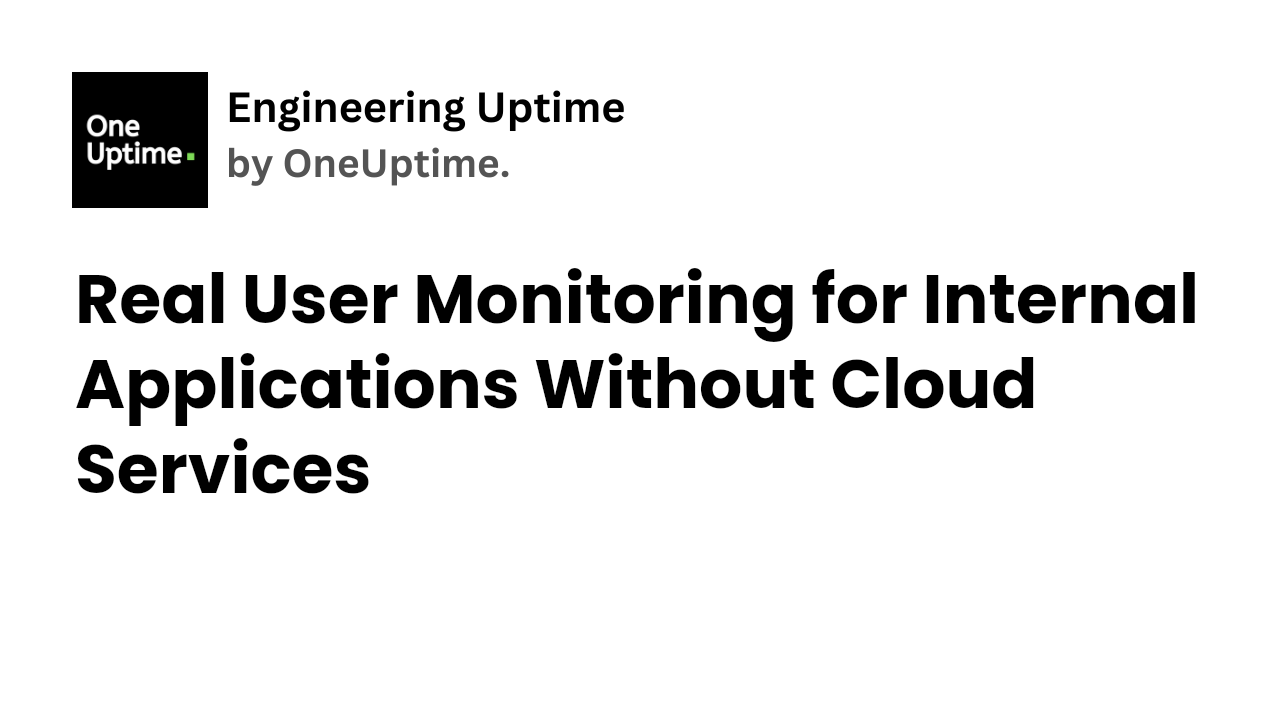 One
Uptime.
Engineering Uptime
by OneUptime.
Real User Monitoring for Internal
Applications Without Cloud
Services